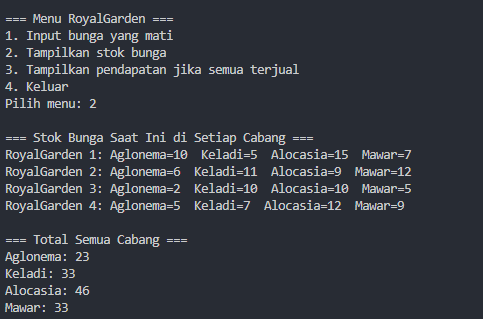 === Menu RoyalGarden ===
1. Input bunga yang mati
2. Tampilkan stok bunga
3. Tampilkan pendapatan jika semua terjual
4. Keluar
Pilih menu: 2
=== Stok Bunga Saat Ini di Setiap Cabang ===
RoyalGarden 1: Aglonema=10  Keladi=5  Alocasia=15  Mawar=7
RoyalGarden 2: Aglonema=6  Keladi=11  Alocasia=9  Mawar=12
RoyalGarden 3: Aglonema=2  Keladi=10  Alocasia=10  Mawar=5
RoyalGarden 4: Aglonema=5  Keladi=7  Alocasia=12  Mawar=9
=== Total Semua Cabang ===
Aglonema: 23
Keladi: 33
Alocasia: 46
Mawar: 33